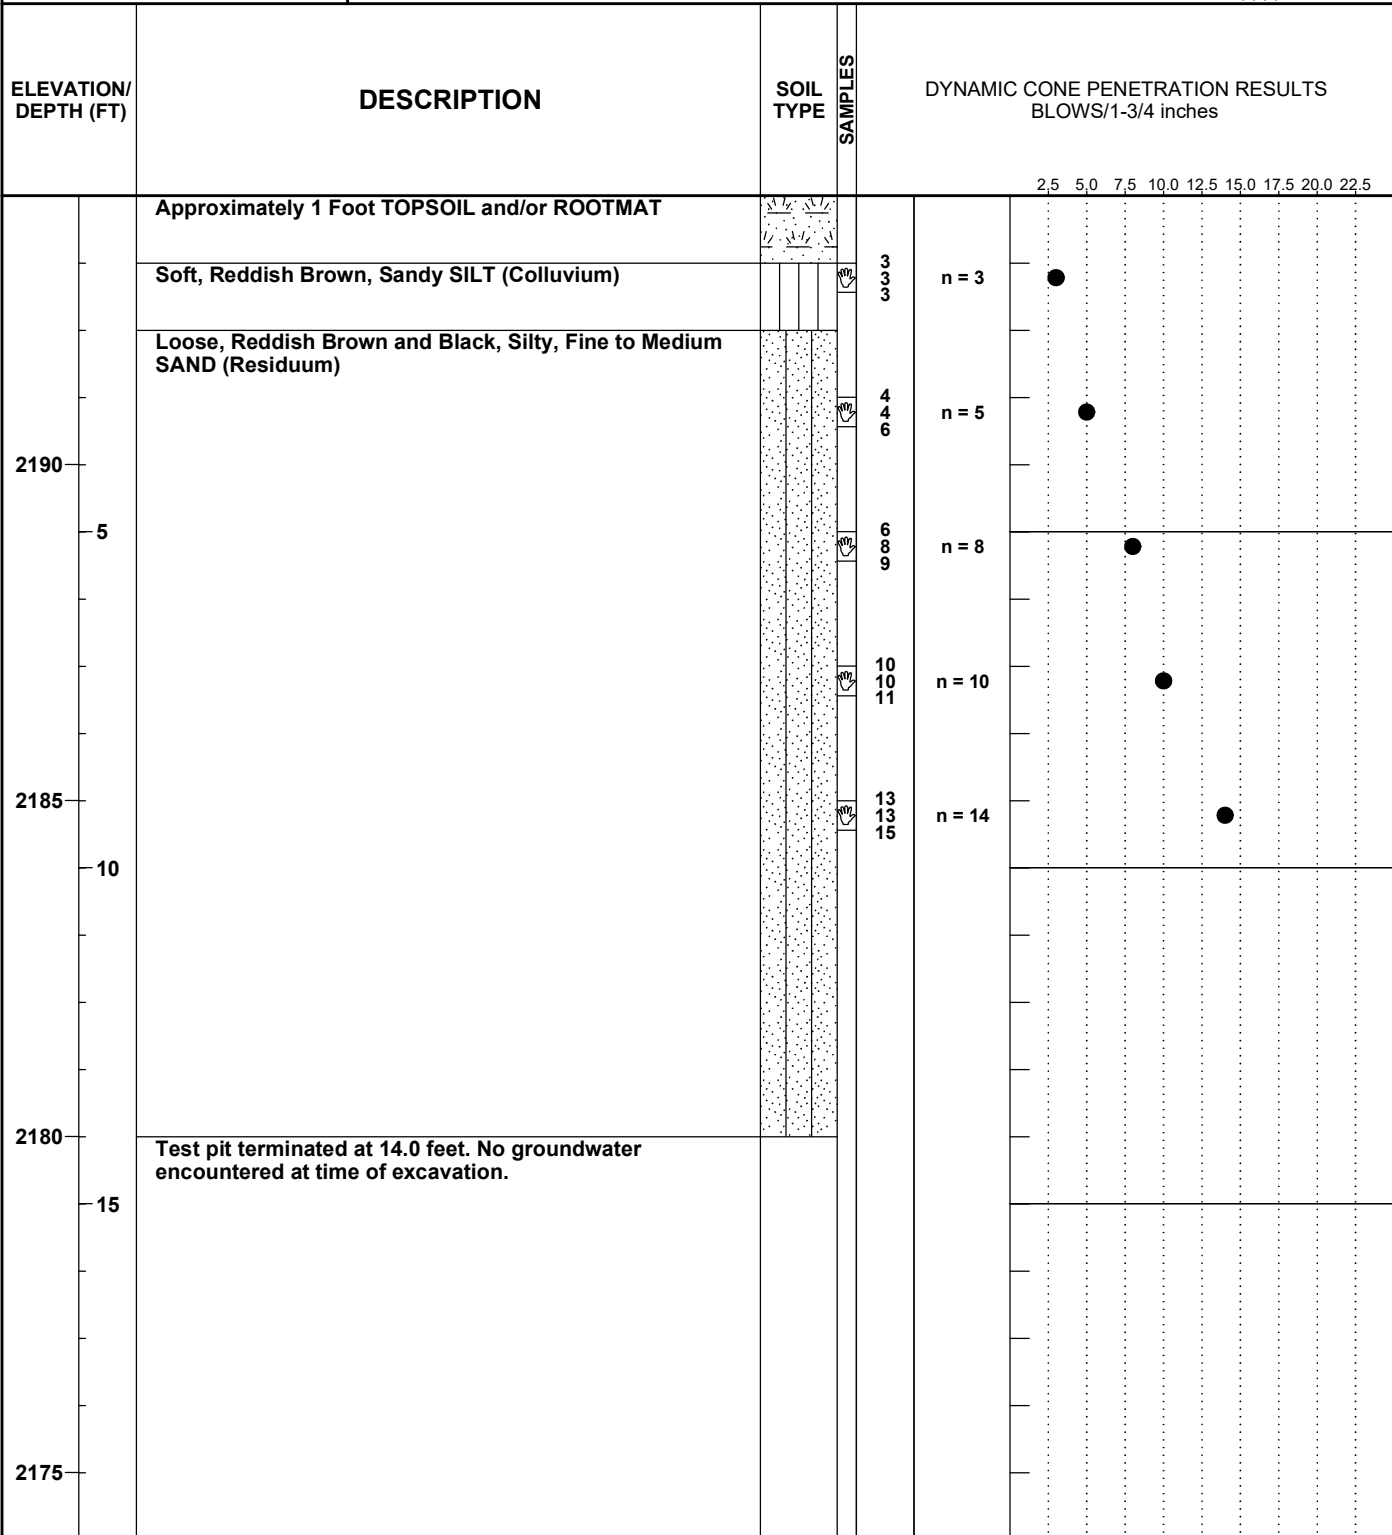 ELEVATION/
DEPTH (FT)
DESCRIPTION
SOIL
TYPE
SAMPLES
DYNAMIC CONE PENETRATION RESULTS
BLOWS/1-3/4 inches
2.5 5.0 7.5 10.0 12.5 15.0 17.5 20.0 22.5
Approximately 1 Foot TOPSOIL and/or ROOTMAT
Soft, Reddish Brown, Sandy SILT (Colluvium)
3
3
3
n = 3
Loose, Reddish Brown and Black, Silty, Fine to Medium
SAND (Residuum)
4
4
6
n = 5
2190
5
6
8
9
n = 8
10
10
11
n = 10
2185
13
13
15
n = 14
10
2180
Test pit terminated at 14.0 feet. No groundwater
encountered at time of excavation.
15
2175